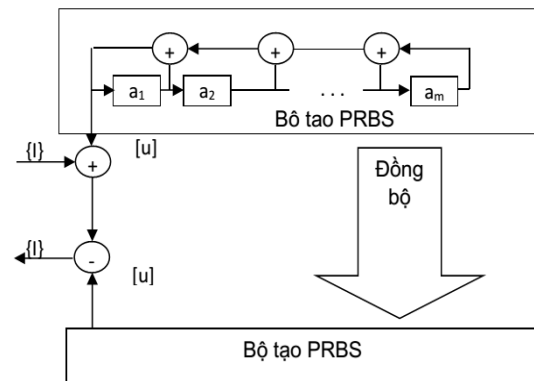 + + +
a1 a2 . . . am
Bô tao PRBS
{I} + [u]
Đồng
bộ
{I} - [u]
Bộ tạo PRBS